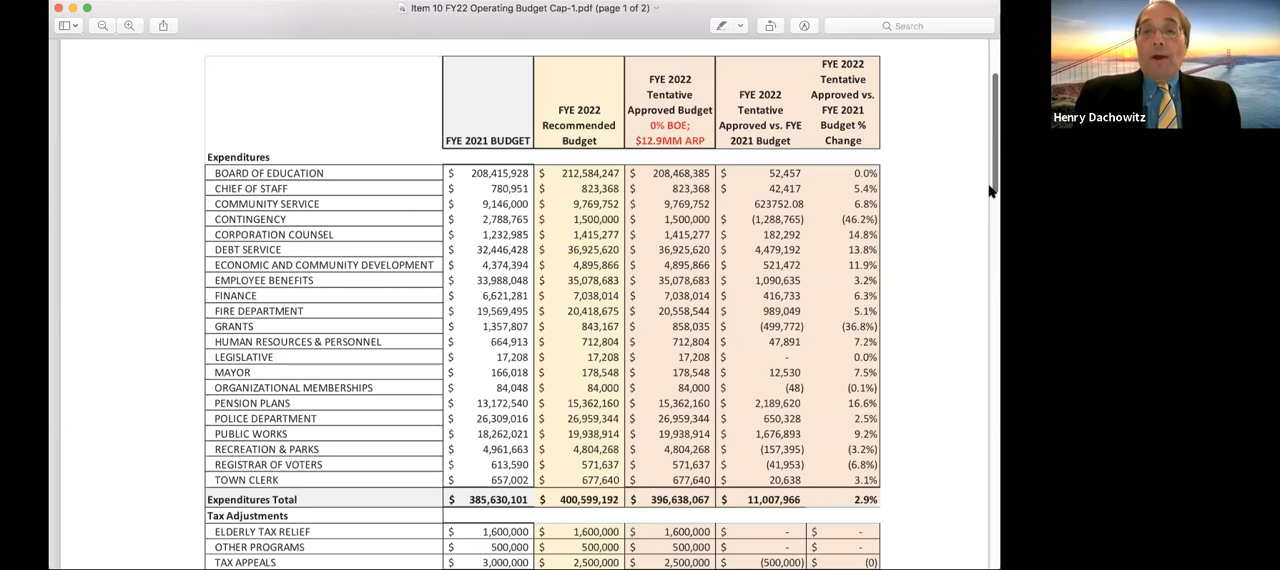 Item 10 FY22 Operating Budget Cap-1.pdf (page 1 of 2)
Search
FYE 2021 BUDGET
FYE 2022 Recommended Budget
FYE 2022 Tentative Approved Budget 0% BOE; $12.9MM ARP
FYE 2022 Tentative Approved vs. FYE 2021 Budget
FYE 2022 Tentative Approved vs. FYE 2021 Budget % Change
Expenditures
BOARD OF EDUCATION $ 208,415,928 $ 212,584,247 $ 208,468,385 $ 52,457 0.0%
CHIEF OF STAFF $ 780,951 $ 823,368 $ 823,368 $ 42,417 5.4%
COMMUNITY SERVICE $ 9,146,000 $ 9,769,752 $ 9,769,752 623752.08 6.8%
CONTINGENCY $ 2,788,765 $ 1,500,000 $ 1,500,000 $ (1,288,765) (46.2%)
CORPORATION COUNSEL $ 1,232,985 $ 1,415,277 $ 1,415,277 $ 182,292 14.8%
DEBT SERVICE $ 32,446,428 $ 36,925,620 $ 36,925,620 $ 4,479,192 13.8%
ECONOMIC AND COMMUNITY DEVELOPMENT $ 4,374,394 $ 4,895,866 $ 4,895,866 $ 521,472 11.9%
EMPLOYEE BENEFITS $ 33,988,048 $ 35,078,683 $ 35,078,683 $ 1,090,635 3.2%
FINANCE $ 6,621,281 $ 7,038,014 $ 7,038,014 $ 416,733 6.3%
FIRE DEPARTMENT $ 19,569,495 $ 20,418,675 $ 20,558,544 $ 989,049 5.1%
GRANTS $ 1,357,807 $ 843,167 $ 858,035 $ (499,772) (36.8%)
HUMAN RESOURCES & PERSONNEL $ 664,913 $ 712,804 $ 712,804 $ 47,891 7.2%
LEGISLATIVE $ 17,208 $ 17,208 $ 17,208 $ - 0.0%
MAYOR $ 166,018 $ 178,548 $ 178,548 $ 12,530 7.5%
ORGANIZATIONAL MEMBERSHIPS $ 84,048 $ 84,000 $ 84,000 $ (48) (0.1%)
PENSION PLANS $ 13,172,540 $ 15,362,160 $ 15,362,160 $ 2,189,620 16.6%
POLICE DEPARTMENT $ 26,309,016 $ 26,959,344 $ 26,959,344 $ 650,328 2.5%
PUBLIC WORKS $ 18,262,021 $ 19,938,914 $ 19,938,914 $ 1,676,893 9.2%
RECREATION & PARKS $ 4,961,663 $ 4,804,268 $ 4,804,268 $ (157,395) (3.2%)
REGISTRAR OF VOTERS $ 613,590 $ 571,637 $ 571,637 $ (41,953) (6.8%)
TOWN CLERK $ 657,002 $ 677,640 $ 677,640 $ 20,638 3.1%
Expenditures Total $ 385,630,101 $ 400,599,192 $ 396,638,067 $ 11,007,966 2.9%
Tax Adjustments
ELDERLY TAX RELIEF $ 1,600,000 $ 1,600,000 $ 1,600,000 $ - $ -
OTHER PROGRAMS $ 500,000 $ 500,000 $ 500,000 $ - $ -
TAX APPEALS $ 3,000,000 $ 2,500,000 $ 2,500,000 $ (500,000) $ (0)
Henry Dachowitz